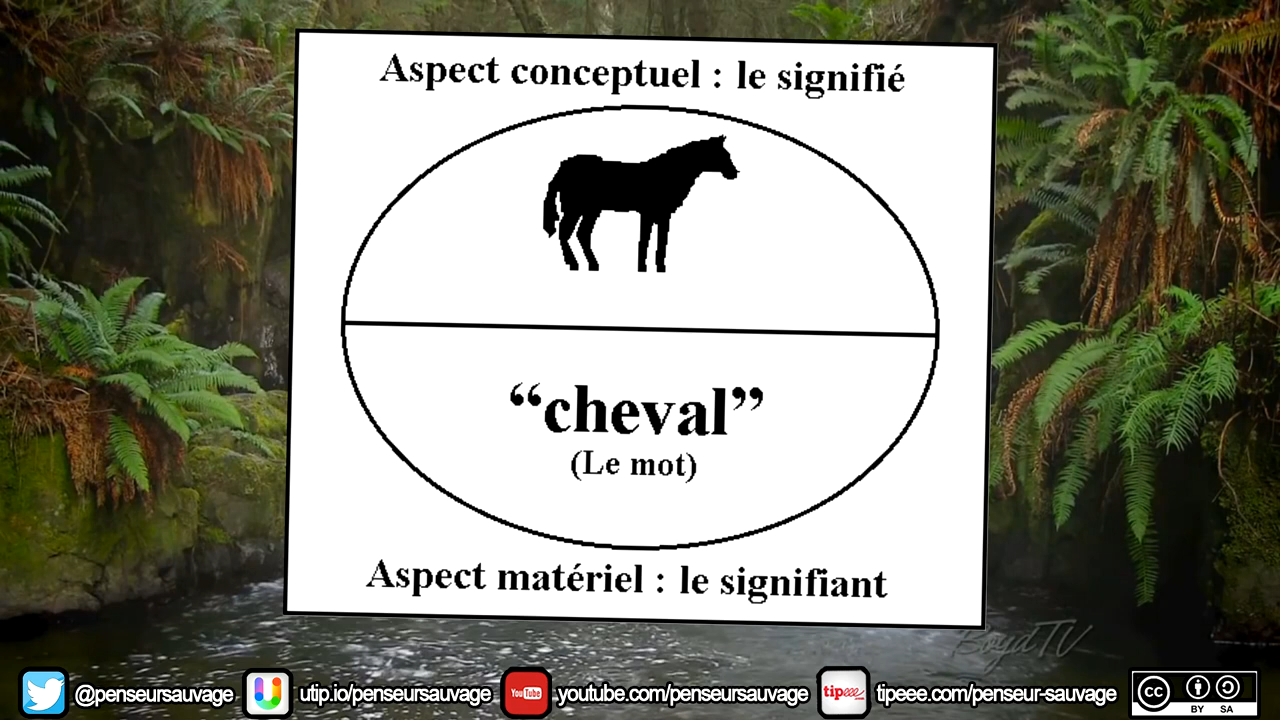 Aspect conceptuel : le signifié
“cheval”
(Le mot)
Aspect matériel : le signifiant
BoydTV
@penseursauvage
utip.io/penseursauvage
YouTube
youtube.com/penseursauvage
tipeee
tipeee.com/penseur-sauvage
cc
BY SA